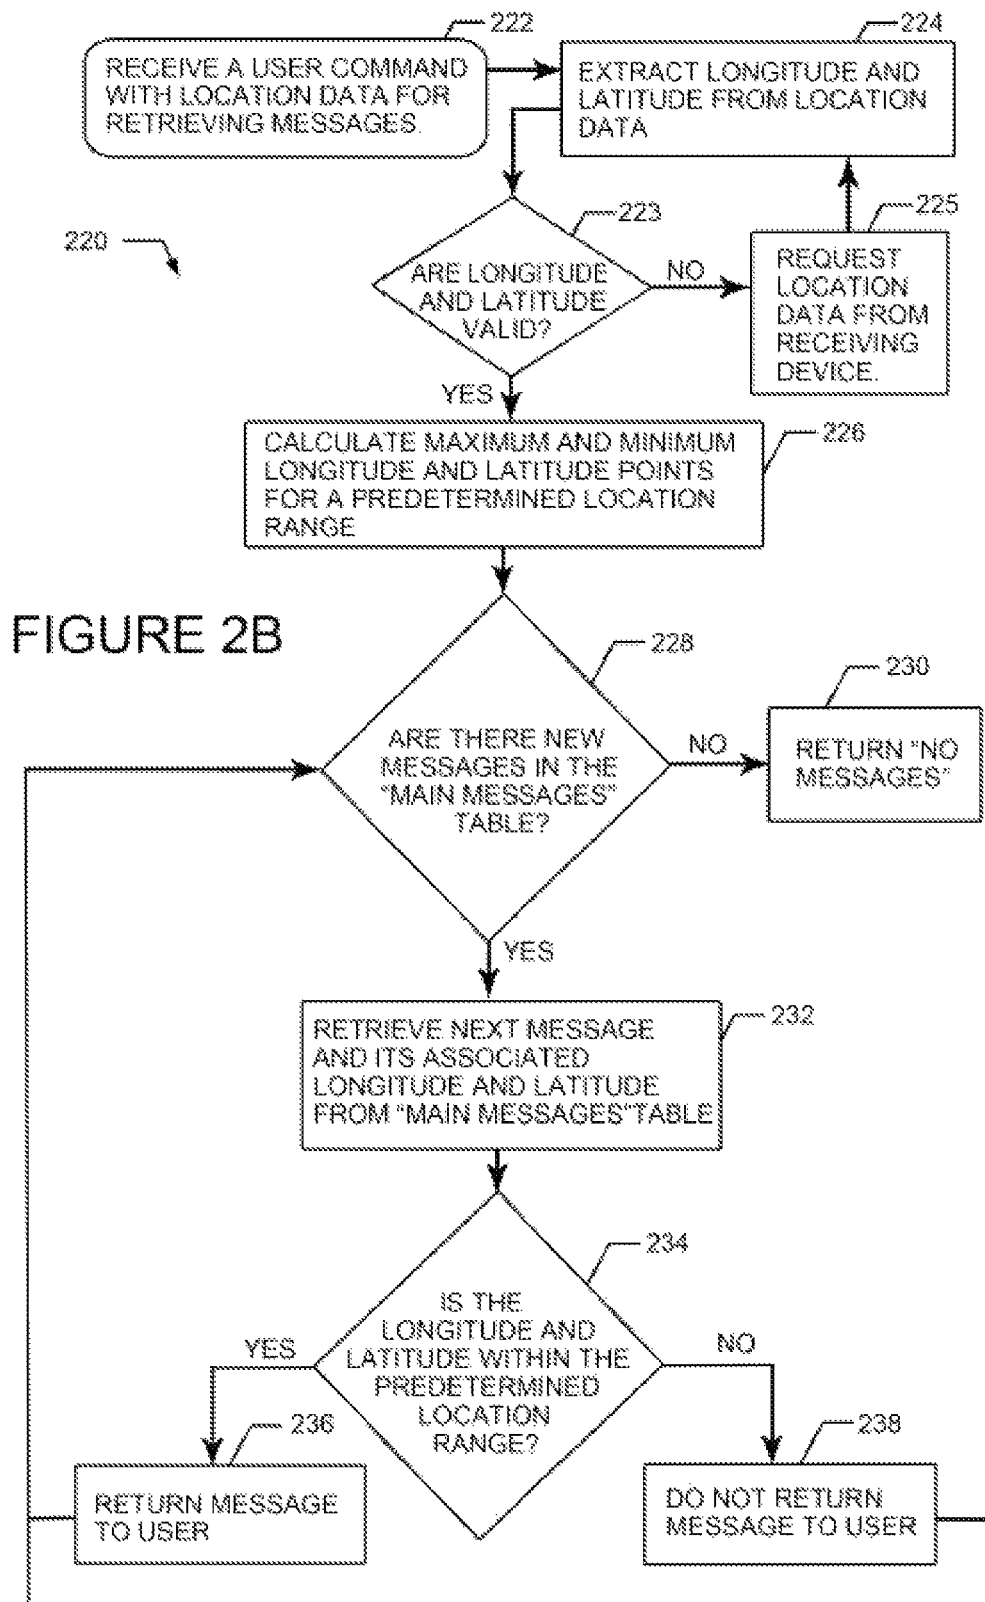 222
RECEIVE A USER COMMAND
WITH LOCATION DATA FOR
RETRIEVING MESSAGES.
224
EXTRACT LONGITUDE AND
LATITUDE FROM LOCATION
DATA
223
ARE LONGITUDE
AND LATITUDE
VALID?
NO
225
REQUEST
LOCATION
DATA FROM
RECEIVING
DEVICE.
220
YES
226
CALCULATE MAXIMUM AND MINIMUM
LONGITUDE AND LATITUDE POINTS
FOR A PREDETERMINED LOCATION
RANGE
FIGURE 2B
228
ARE THERE NEW
MESSAGES IN THE
"MAIN MESSAGES"
TABLE?
NO
230
RETURN "NO
MESSAGES"
YES
232
RETRIEVE NEXT MESSAGE
AND ITS ASSOCIATED
LONGITUDE AND LATITUDE
FROM "MAIN MESSAGES"TABLE
234
IS THE
LONGITUDE AND
LATITUDE WITHIN THE
PREDETERMINED
LOCATION
RANGE?
YES
NO
236
RETURN MESSAGE
TO USER
238
DO NOT RETURN
MESSAGE TO USER